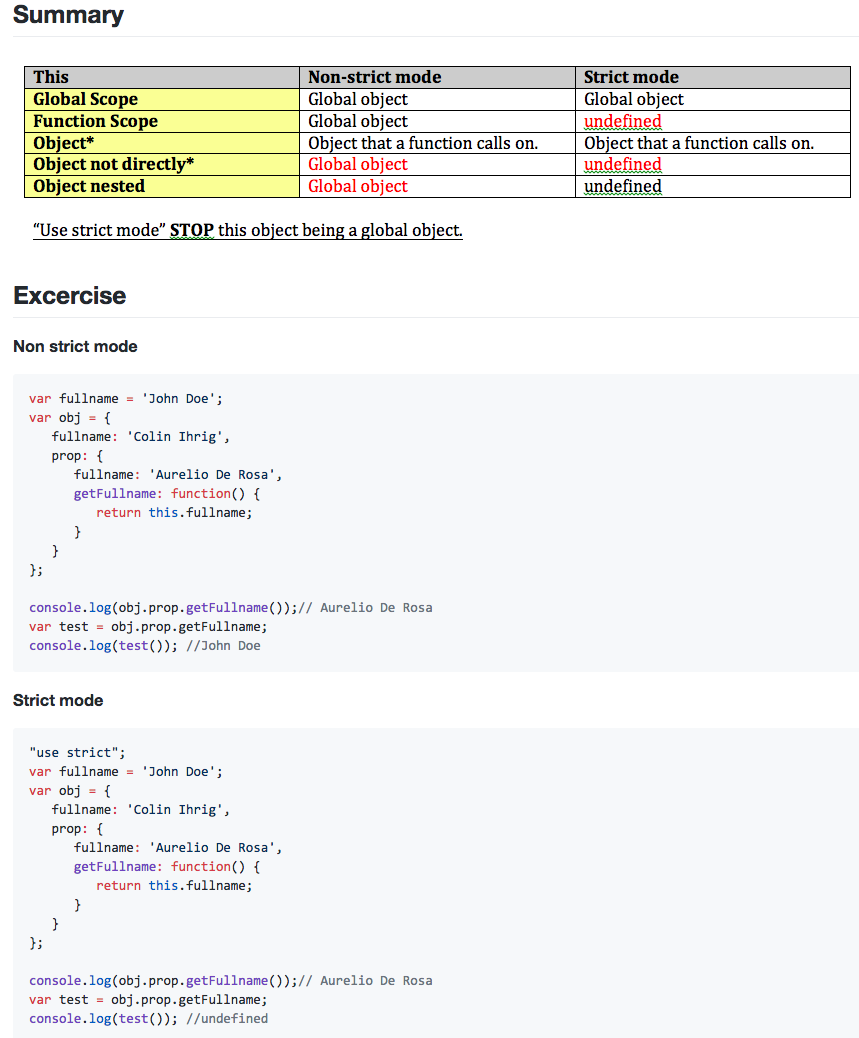 Summary
This Non-strict mode Strict mode
Global Scope Global object Global object
Function Scope Global object undefined
Object* Object that a function calls on. Object that a function calls on.
Object not directly* Global object undefined
Object nested Global object undefined
“Use strict mode” STOP this object being a global object.
Excercise
Non strict mode
var fullname = 'John Doe';
var obj = {
   fullname: 'Colin Ihrig',
   prop: {
      fullname: 'Aurelio De Rosa',
      getFullname: function() {
         return this.fullname;
      }
   }
};
console.log(obj.prop.getFullname());// Aurelio De Rosa
var test = obj.prop.getFullname;
console.log(test()); //John Doe
Strict mode
"use strict";
var fullname = 'John Doe';
var obj = {
   fullname: 'Colin Ihrig',
   prop: {
      fullname: 'Aurelio De Rosa',
      getFullname: function() {
         return this.fullname;
      }
   }
};
console.log(obj.prop.getFullname());// Aurelio De Rosa
var test = obj.prop.getFullname;
console.log(test()); //undefined